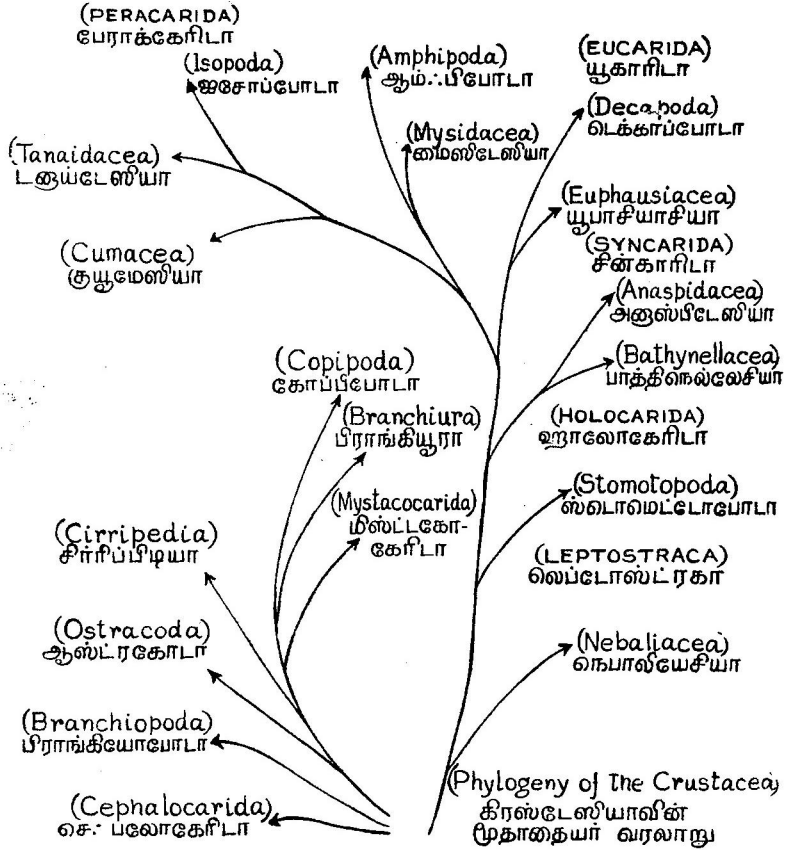 (PERACARIDA)
பேராக்கேரிடா
(Isopoda)
ஐசோப்போடா
(Amphipoda)
ஆம்ஃபிபோடா
(EUCARIDA)
யூகாரிடா
(Decapoda)
டெக்காப்போடா
(Mysidacea)
மைஸிடேஸியா
(Tanaidacea)
டனாய்டேஸியா
(Euphausiacea)
யூபாசியாசியா
(Cumacea)
குயூமேஸியா
(SYNCARIDA)
சின்காரிடா
(Anaspidacea)
அனாஸ்பிடேஸியா
(Bathynellacea)
பாத்திநெல்லேசியா
(Copipoda)
கோப்பிபோடா
(Branchiura)
பிராங்கியூரா
(HOLOCARIDA)
ஹாலோகேரிடா
(Mystacocarida)
மிஸ்ட்டகோ-
கேரிடா
(Stomotopoda)
ஸ்டொமெட்டோபோடா
(Cirripedia)
சிர்ரிப்பிடியா
(LEPTOSTRACA)
லெப்டோஸ்ட்ரகா
(Ostracoda)
ஆஸ்ட்ரகோடா
(Nebaliacea)
நெபாலியேசியா
(Branchiopoda)
பிராங்கியோபோடா
(Cephalocarida)
செஃபலோகேரிடா
(Phylogeny of The Crustacea)
கிரஸ்டேஸியாவின்
மூதாதையர் வரலாறு